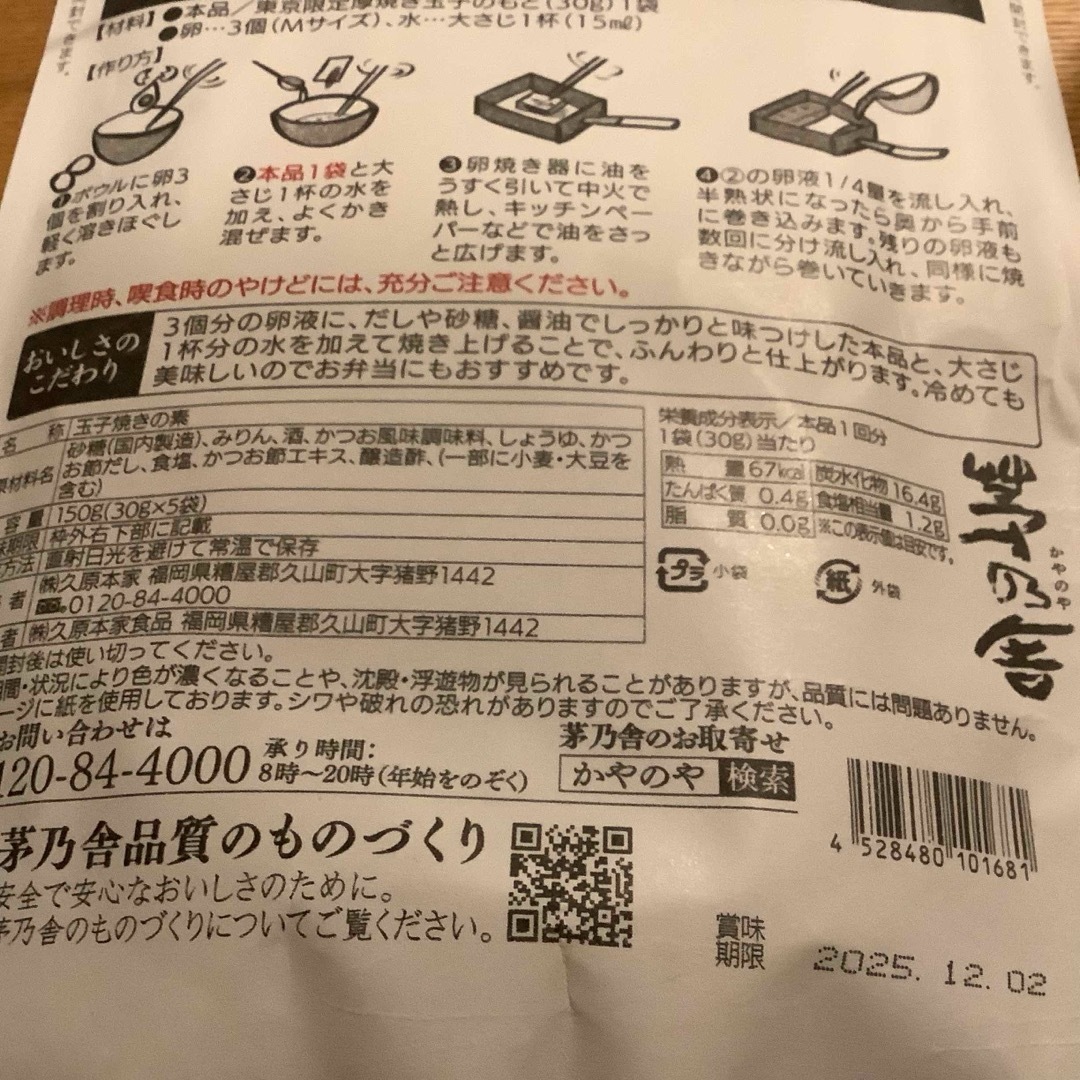 【材料】●本品／東京限定厚焼き玉子のもと(30g)1袋
●卵…3個(Mサイズ)、水…大さじ1杯(15㎖)
【作り方】
❶ボウルに卵3
個を割り入れ、
軽く溶きほぐし
ます。
❷本品1袋と大
さじ1杯の水を
加え、よくかき
混ぜます。
❸卵焼き器に油を
うすく引いて中火で
熱し、キッチンペー
パーなどで油をさっ
と広げます。
❹②の卵液1/4量を流し入れ、
半熟状になったら奥から手前
に巻き込みます。残りの卵液も
数回に分け流し入れ、同様に焼
きながら巻いていきます。
※調理時、喫食時のやけどには、充分ご注意ください。
おいしさの
こだわり
3個分の卵液に、だしや砂糖、醤油でしっかりと味つけした本品と、大さじ
1杯分の水を加えて焼き上げることで、ふんわりと仕上がります。冷めても
美味しいのでお弁当にもおすすめです。
名 称 玉子焼きの素
原材料名 砂糖(国内製造)、みりん、酒、かつお風味調味料、しょうゆ、かつ
お節だし、食塩、かつお節エキス、醸造酢、(一部に小麦・大豆を
含む)
容 量 150g(30g×5袋)
味期限 枠外右下部に記載
方法 直射日光を避けて常温で保存
者 ㈱久原本家 福岡県糟屋郡久山町大字猪野1442
0120-84-4000
者 ㈱久原本家食品 福岡県糟屋郡久山町大字猪野1442
栄養成分表示／本品1回分
1袋(30g)当たり
熱 量 67kcal 炭水化物 16.4g
たんぱく質 0.4g 食塩相当量 1.2g
脂 質 0.0g ※この表示値は目安です。
プラ 小袋
紙 外袋
茅乃舎
かやのや
開封後は使い切ってください。
期間・状況により色が濃くなることや、沈殿・浮遊物が見られることがありますが、品質には問題ありません。
ージに紙を使用しております。シワや破れの恐れがありますのでご了承ください。
お問い合わせは
120-84-4000
承り時間:
8時〜20時(年始をのぞく)
茅乃舎のお取寄せ
かやのや 検索
茅乃舎品質のものづくり
安全で安心なおいしさのために。
茅乃舎のものづくりについてご覧ください。
4 528480 101681
賞味
期限
2025.12.02